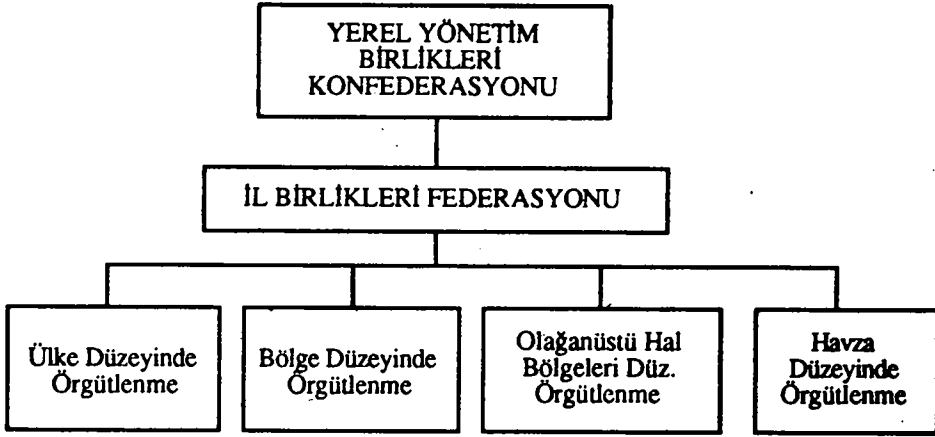 YEREL YÖNETİM
BİRLİKLERİ
KONFEDERASYONU
İL BİRLİKLERİ FEDERASYONU
Ülke Düzeyinde
Örgütlenme
Bölge Düzeyinde
Örgütlenme
Olağanüstü Hal
Bölgeleri Düz.
Örgütlenme
Havza
Düzeyinde
Örgütlenme